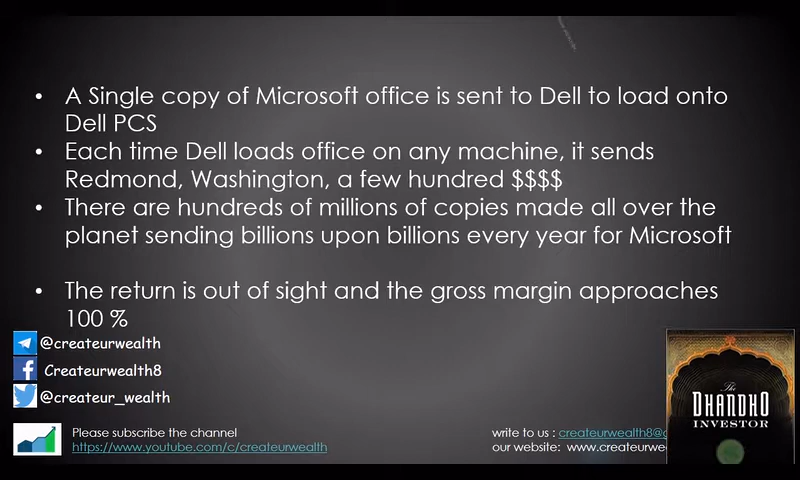 • A Single copy of Microsoft office is sent to Dell to load onto
Dell PCS
• Each time Dell loads office on any machine, it sends
Redmond, Washington, a few hundred $$$$
• There are hundreds of millions of copies made all over the
planet sending billions upon billions every year for Microsoft
• The return is out of sight and the gross margin approaches
100 %
@createurwealth
Createurwealth8
@createur_wealth
Please subscribe the channel
https://www.youtube.com/c/createurwealth
write to us : createurwealth8@
our website: www.createurwe
The
DHANDHO
INVESTOR